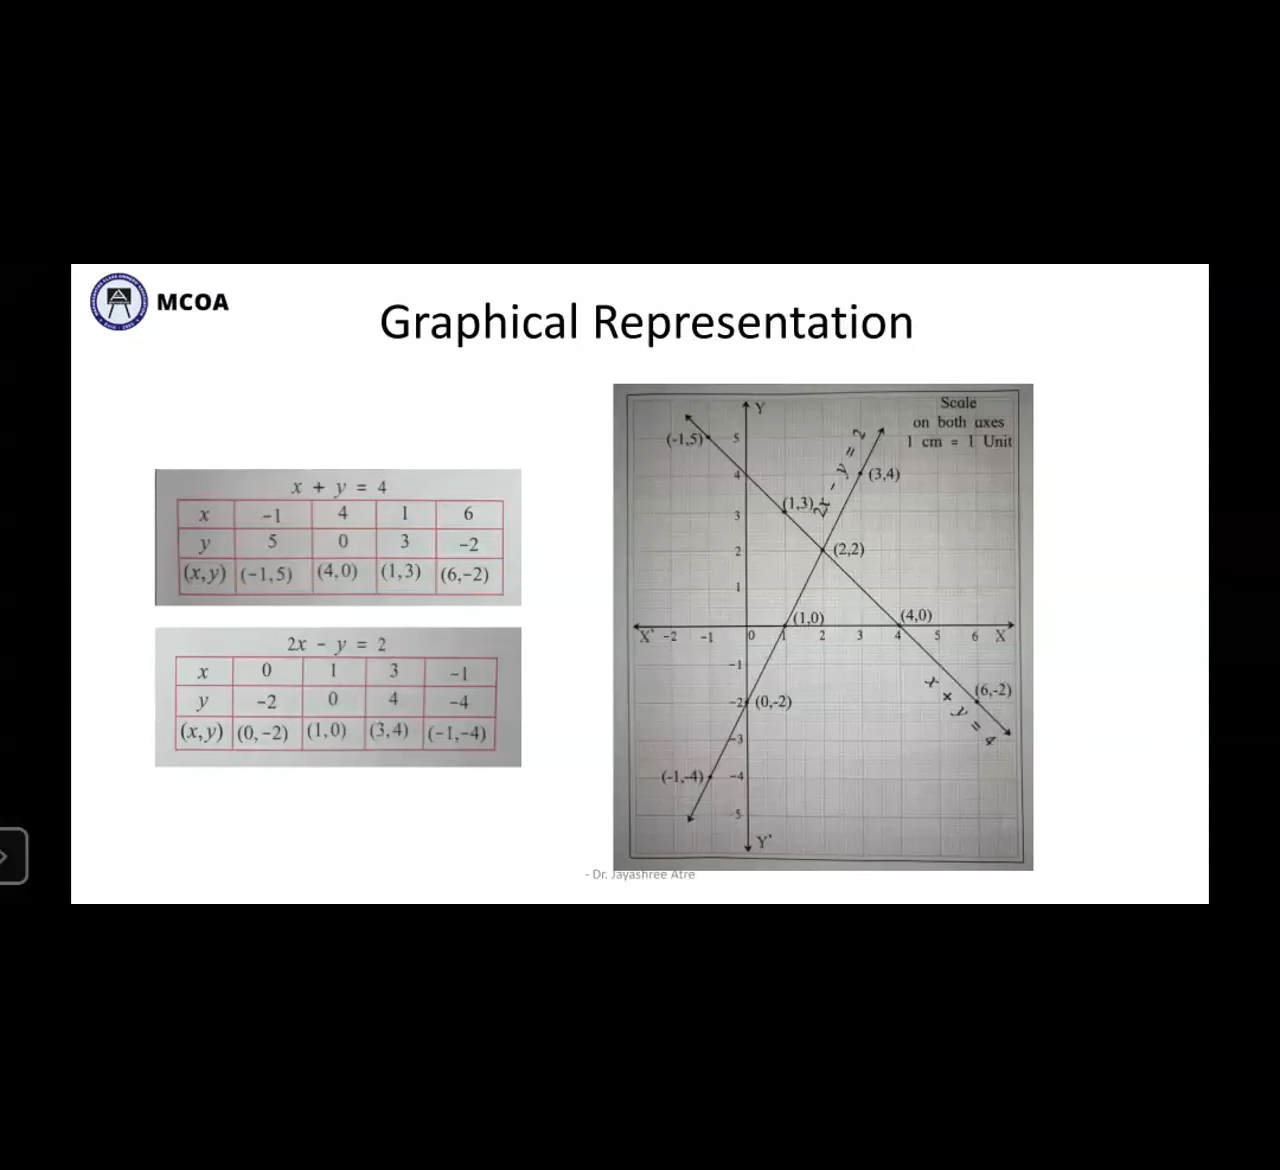 MCOA
Graphical Representation
x + y = 4
x -1 4 1 6
y 5 0 3 -2
(x,y) (-1,5) (4,0) (1,3) (6,-2)
2x - y = 2
x 0 1 3 -1
y -2 0 4 -4
(x,y) (0,-2) (1,0) (3,4) (-1,-4)
Scale
on both axes
1 cm = 1 Unit
Y
(-1,5)
5
2x - y = 2
4
(3,4)
(1,3)
3
2
(2,2)
1
(1,0)
(4,0)
X' -2 -1 0 1 2 3 4 5 6 X
-1
x + y = 4
(6,-2)
-2
(0,-2)
-3
(-1,-4)
-4
-5
Y'
- Dr. Jayashree Atre